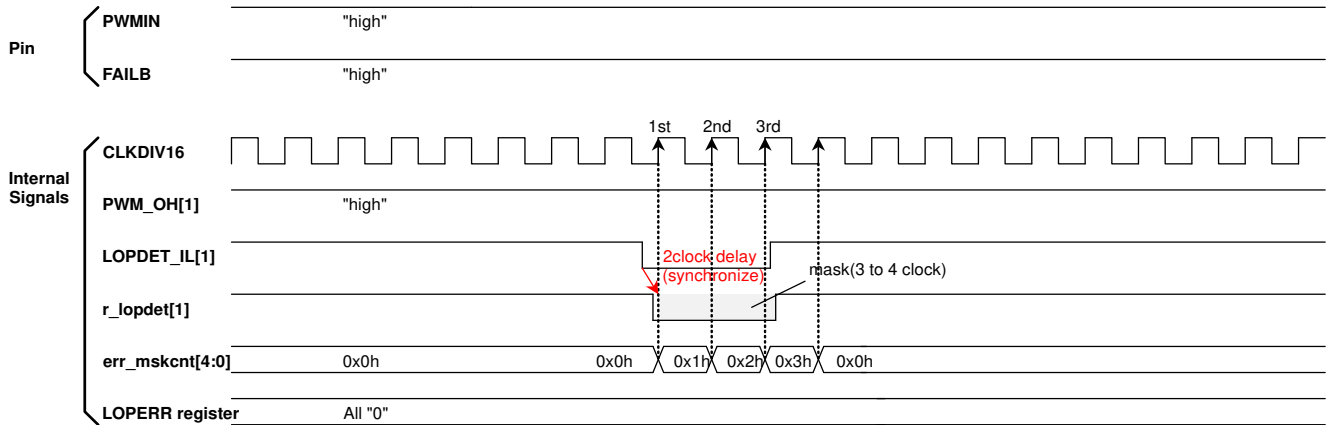 PWMIN "high"
Pin
FAILB "high"
1st 2nd 3rd
CLKDIV16
Internal
Signals
PWM_OH[1] "high"
LOPDET_IL[1]
2clock delay
(synchronize)
mask(3 to 4 clock)
r_lopdet[1]
err_mskcnt[4:0] 0x0h 0x0h 0x1h 0x2h 0x3h 0x0h
LOPERR register All "0"